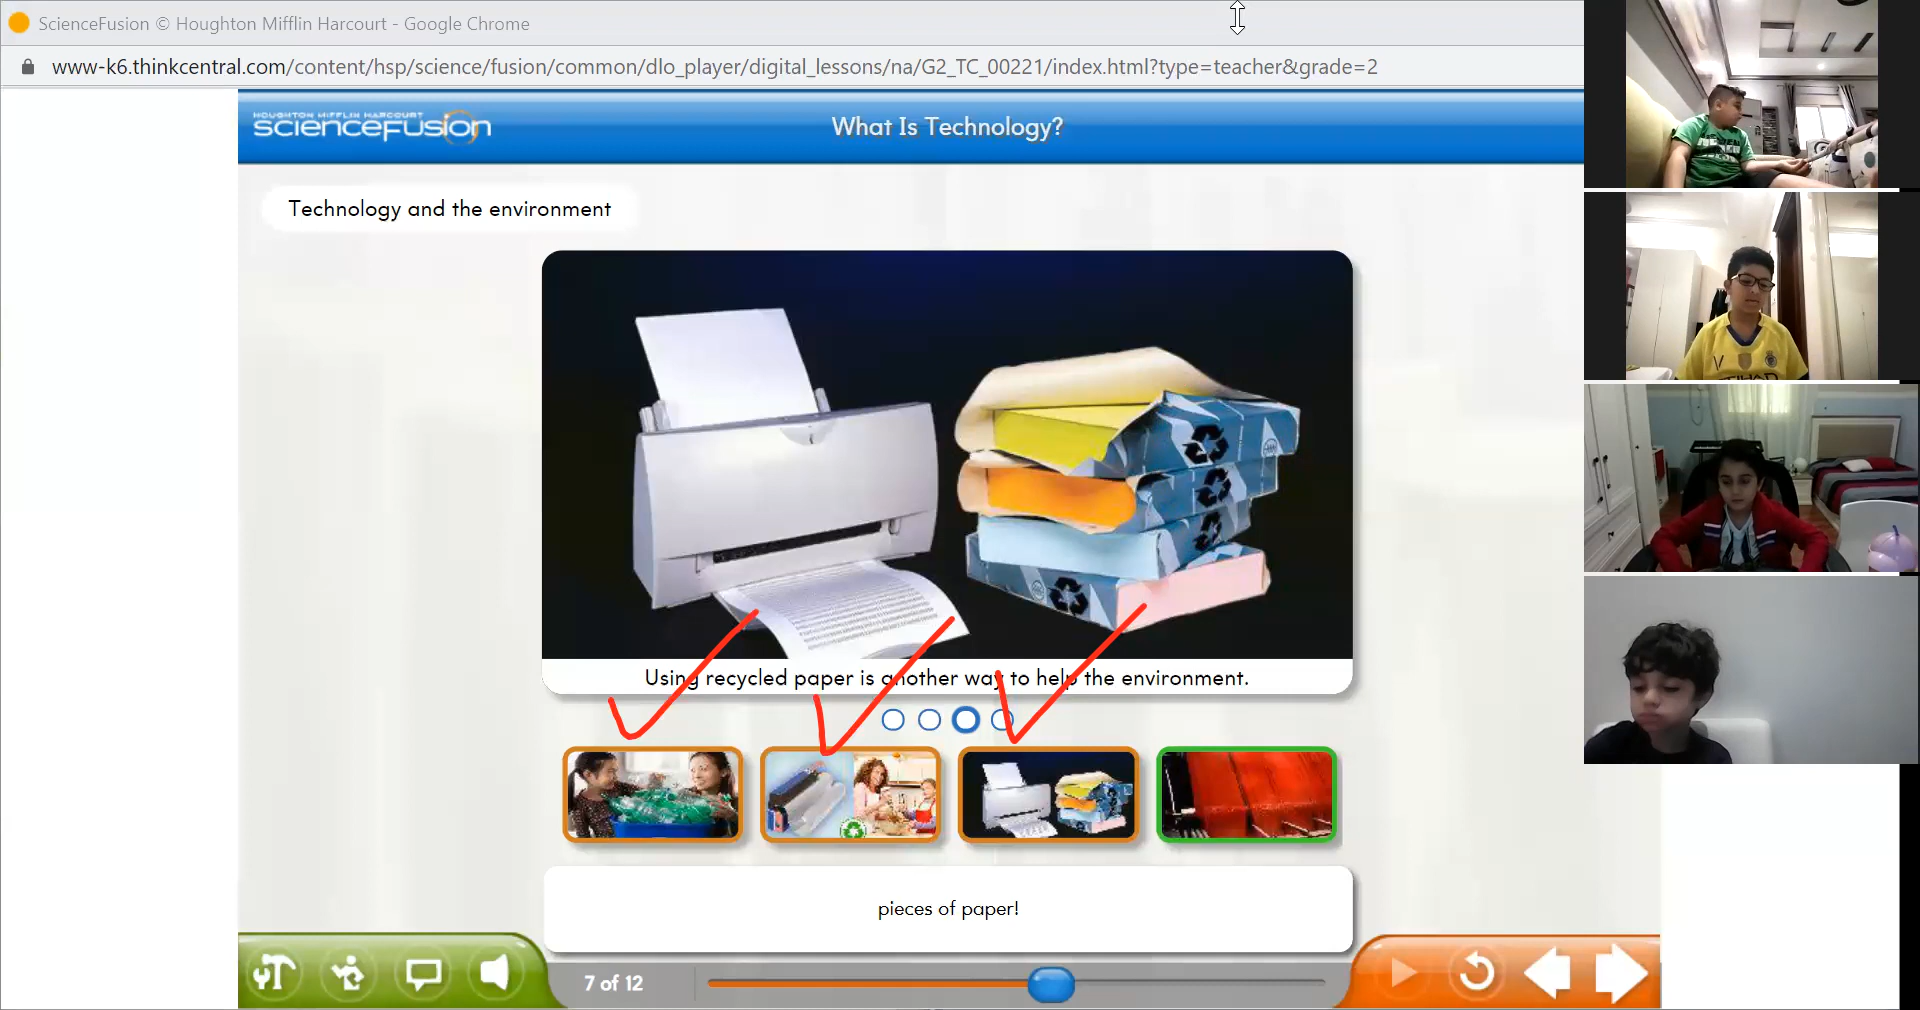 ScienceFusion © Houghton Mifflin Harcourt - Google Chrome
www-k6.thinkcentral.com/content/hsp/science/fusion/common/dlo_player/digital_lessons/na/G2_TC_00221/index.html?type=teacher&grade=2
HOUGHTON MIFFLIN HARCOURT
scienceFusion
What Is Technology?
Technology and the environment
Using recycled paper is another way to help the environment.
pieces of paper!
7 of 12